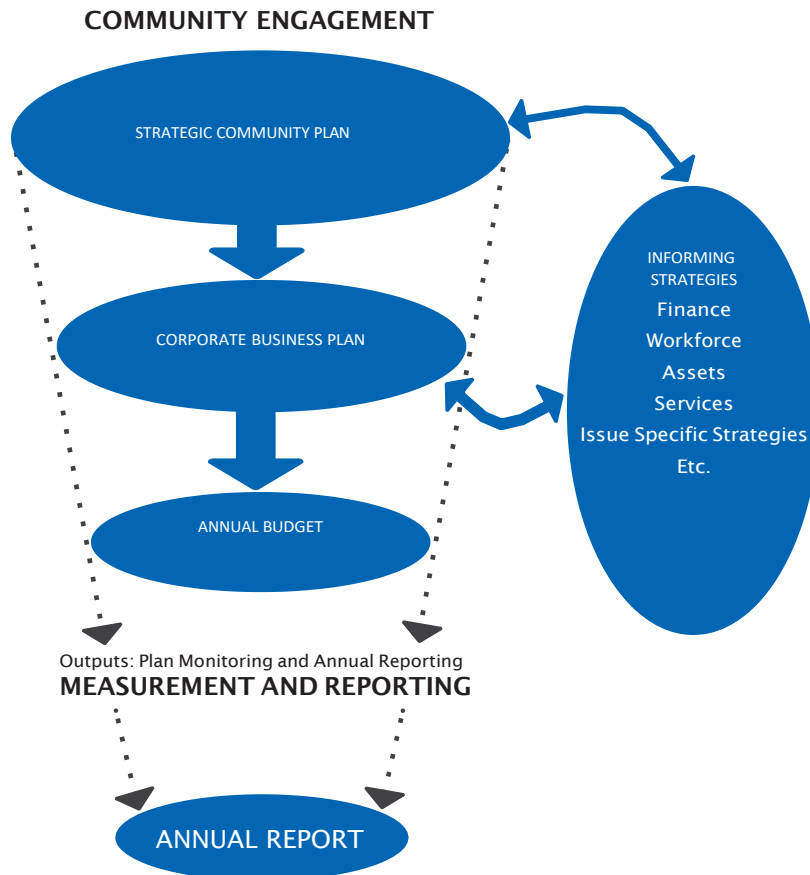 COMMUNITY ENGAGEMENT
STRATEGIC COMMUNITY PLAN
INFORMING
STRATEGIES
Finance
Workforce
Assets
Services
Issue Specific Strategies
Etc.
CORPORATE BUSINESS PLAN
ANNUAL BUDGET
Outputs: Plan Monitoring and Annual Reporting
MEASUREMENT AND REPORTING
ANNUAL REPORT